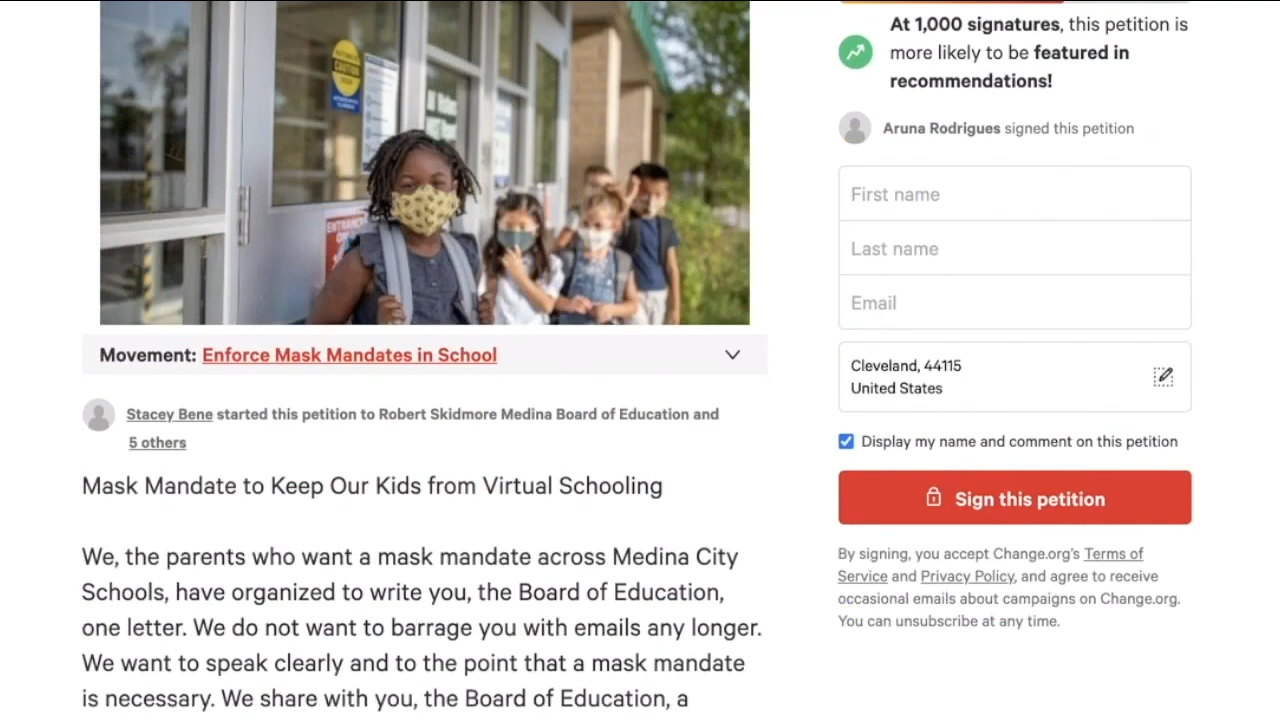 CAUTION
ENTRANCE
Movement: Enforce Mask Mandates in School
Stacey Bene started this petition to Robert Skidmore Medina Board of Education and
5 others
Mask Mandate to Keep Our Kids from Virtual Schooling
We, the parents who want a mask mandate across Medina City
Schools, have organized to write you, the Board of Education,
one letter. We do not want to barrage you with emails any longer.
We want to speak clearly and to the point that a mask mandate
is necessary. We share with you, the Board of Education, a
At 1,000 signatures, this petition is
more likely to be featured in
recommendations!
Aruna Rodrigues signed this petition
First name
Last name
Email
Cleveland, 44115
United States
Display my name and comment on this petition
Sign this petition
By signing, you accept Change.org's Terms of
Service and Privacy Policy, and agree to receive
occasional emails about campaigns on Change.org.
You can unsubscribe at any time.